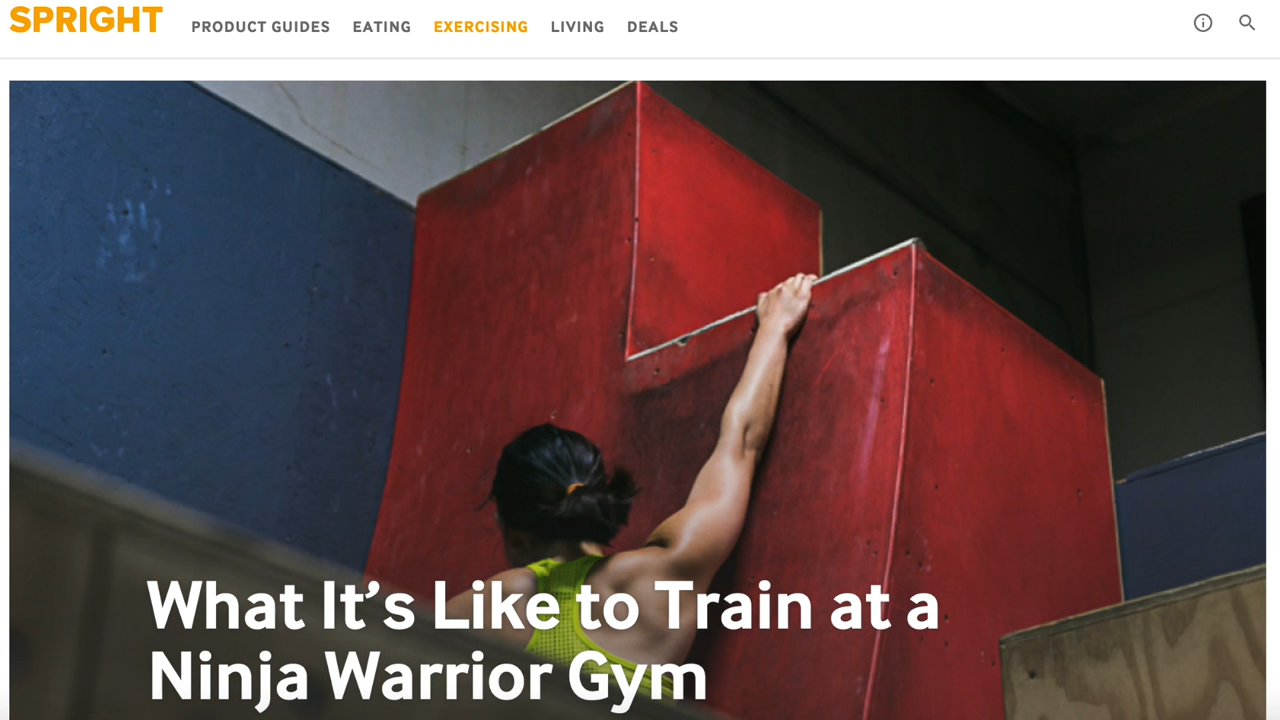 SPRIGHT PRODUCT GUIDES EATING EXERCISING LIVING DEALS
What It’s Like to Train at a
Ninja Warrior Gym